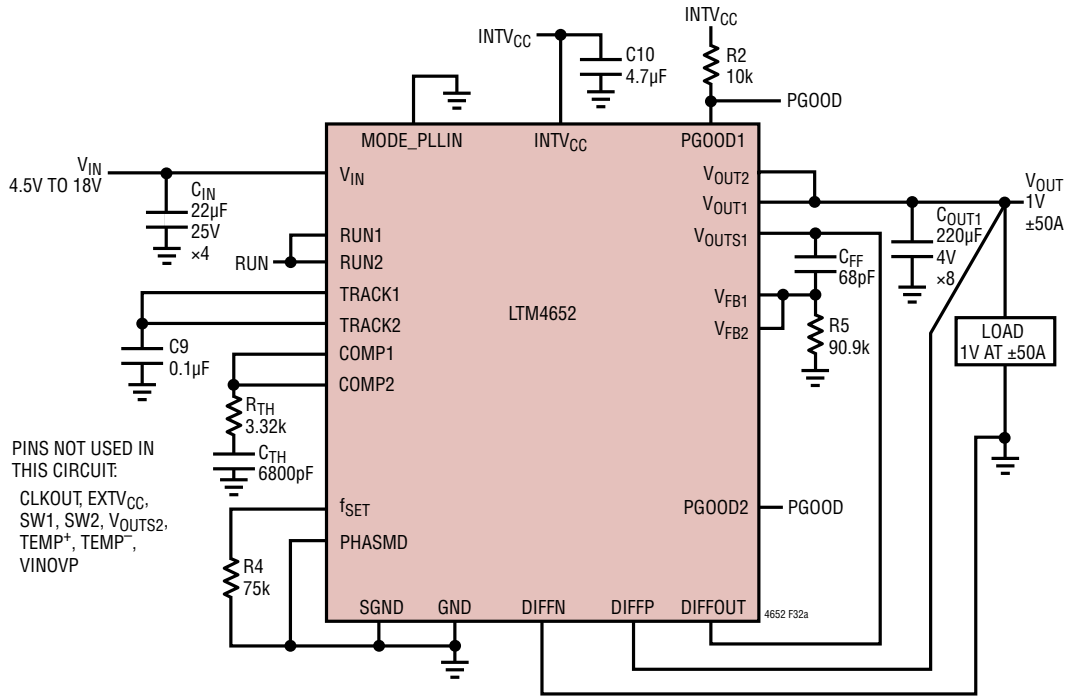 INTVCC
INTVCC
C10
4.7µF
R2
10k
PGOOD
MODE_PLLIN
INTVCC
PGOOD1
VIN
4.5V TO 18V
CIN
22µF
25V
×4
VIN
VOUT2
VOUT1
VOUT
1V
±50A
COUT1
220µF
4V
×8
RUN
RUN1
RUN2
VOUTS1
CFF
68pF
TRACK1
TRACK2
LTM4652
VFB1
VFB2
R5
90.9k
LOAD
1V AT ±50A
C9
0.1µF
COMP1
COMP2
RTH
3.32k
CTH
6800pF
PINS NOT USED IN
THIS CIRCUIT:
CLKOUT, EXTVCC,
SW1, SW2, VOUTS2,
TEMP+, TEMP–,
VINOVP
fSET
PHASMD
PGOOD2
PGOOD
R4
75k
SGND
GND
DIFFN
DIFFP
DIFFOUT
4652 F32a